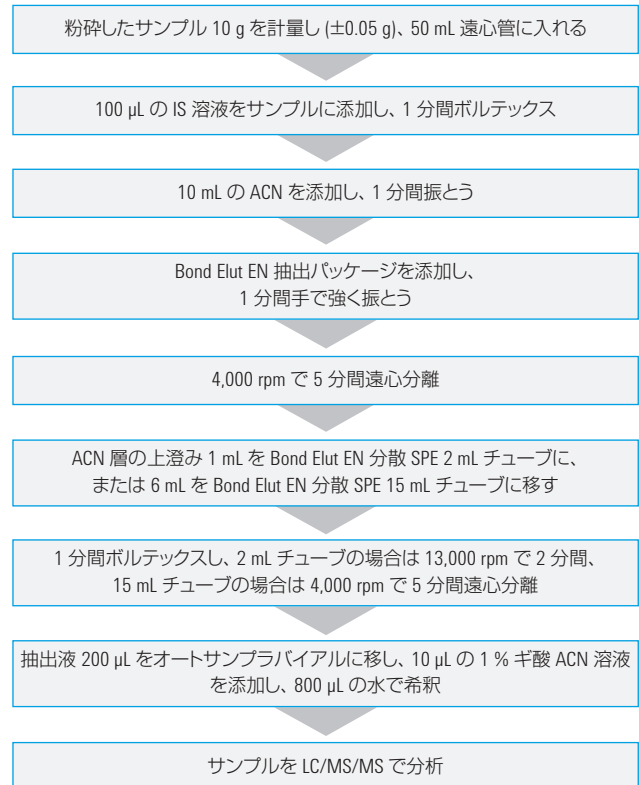 粉砕したサンプル 10 g を計量し (±0.05 g)、50 mL 遠心管に入れる
100 µL の IS 溶液をサンプルに添加し、1 分間ボルテックス
10 mL の ACN を添加し、1 分間振とう
Bond Elut EN 抽出パッケージを添加し、
1 分間手で強く振とう
4,000 rpm で 5 分間遠心分離
ACN 層の上澄み 1 mL を Bond Elut EN 分散 SPE 2 mL チューブに、
または 6 mL を Bond Elut EN 分散 SPE 15 mL チューブに移す
1 分間ボルテックスし、2 mL チューブの場合は 13,000 rpm で 2 分間、
15 mL チューブの場合は 4,000 rpm で 5 分間遠心分離
抽出液 200 µL をオートサンプラバイアルに移し、10 µL の 1 % ギ酸 ACN 溶液
を添加し、800 µL の水で希釈
サンプルを LC/MS/MS で分析